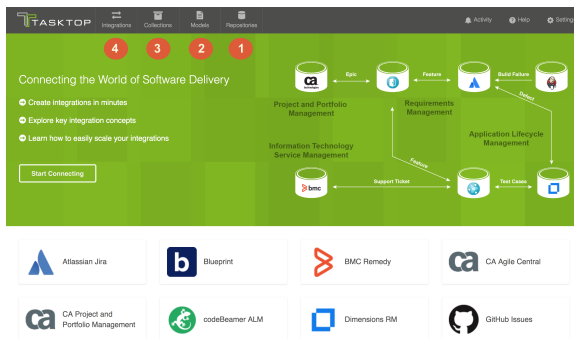 TASKTOP
Integrations
Collections
Models
Repositories
Activity
Help
Setting
4
3
2
1
Connecting the World of Software Delivery
Create integrations in minutes
Explore key integration concepts
Learn how to easily scale your integrations
Start Connecting
ca
technologies
Epic
Feature
Build Failure
Defect
Project and Portfolio
Management
Requirements
Management
Application Lifecycle
Management
Information Technology
Service Management
Feature
bmc
Support Ticket
Test Cases
Atlassian Jira
b
Blueprint
BMC Remedy
ca
CA Agile Central
ca
CA Project and
Portfolio Management
codeBeamer ALM
Dimensions RM
GitHub Issues